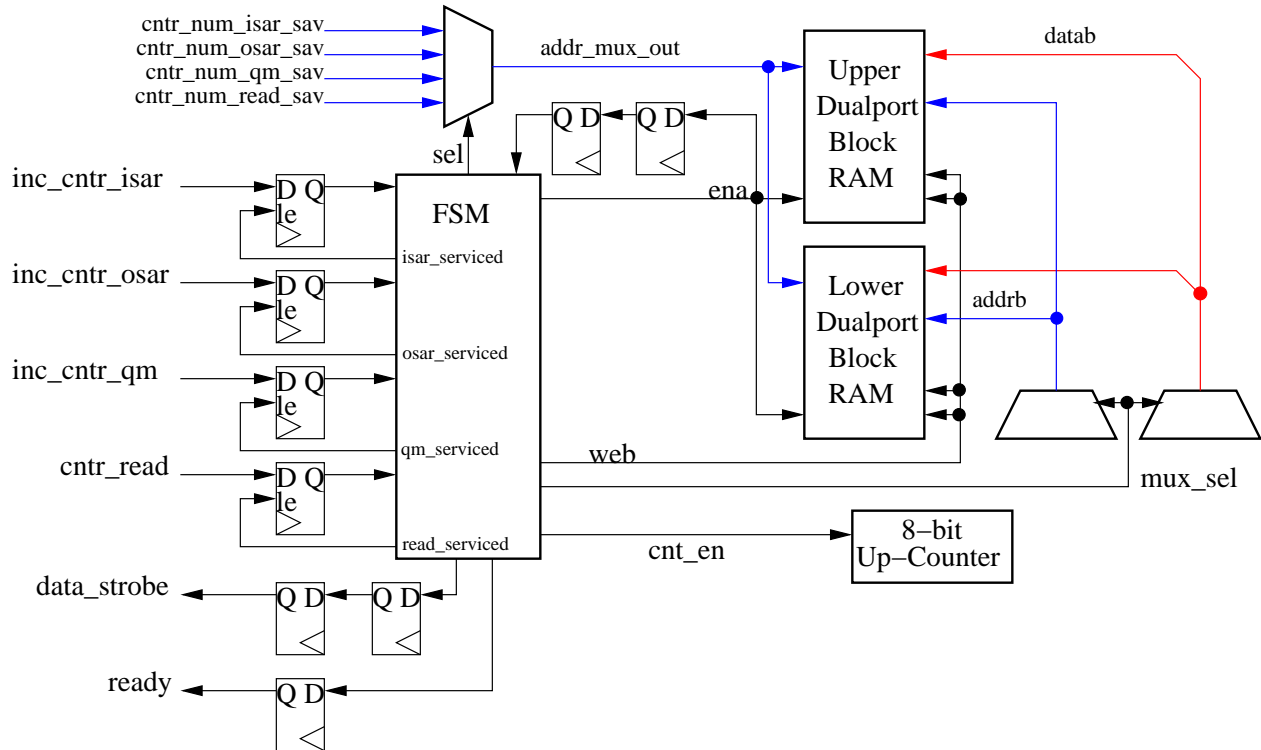 cntr_num_isar_sav
cntr_num_osar_sav
cntr_num_qm_sav
cntr_num_read_sav
addr_mux_out
datab
Upper
Dualport
Block
RAM
Q D
Q D
sel
inc_cntr_isar
D Q
le
FSM
ena
isar_serviced
inc_cntr_osar
D Q
le
Lower
Dualport
Block
RAM
addrb
osar_serviced
inc_cntr_qm
D Q
le
qm_serviced
web
cntr_read
D Q
le
mux_sel
read_serviced
cnt_en
8−bit
Up−Counter
data_strobe
Q D
Q D
ready
Q D